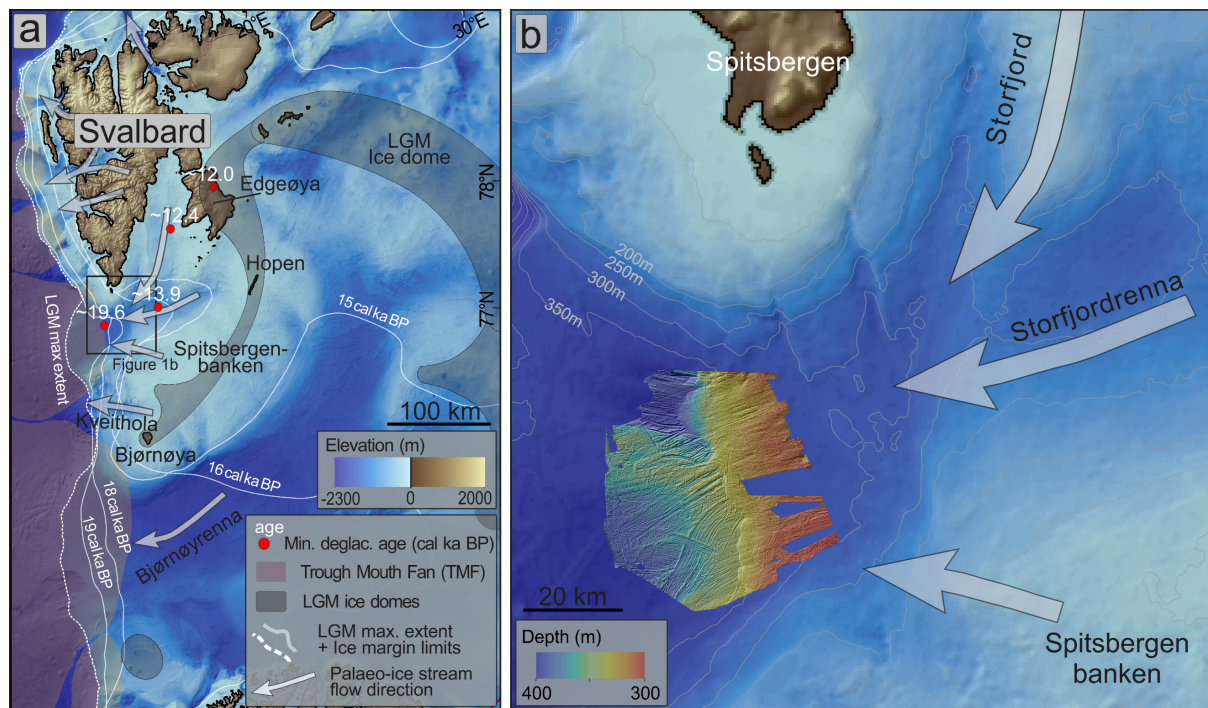 a
20°E
30°E
Svalbard
LGM
Ice dome
78°N
~12.0
Edgeøya
~12.4
Hopen
~13.9
77°N
~19.6
15 cal ka BP
LGM max extent
Figure 1b
Spitsbergen-
banken
100 km
Kveithola
Bjørnøya
Elevation (m)
-2300
0
2000
16 cal ka BP
18 cal ka BP
19 cal ka BP
Bjørnøyrenna
age
Min. deglac. age (cal ka BP)
Trough Mouth Fan (TMF)
LGM ice domes
LGM max. extent
+ Ice margin limits
Palaeo-ice stream
flow direction
b
Spitsbergen
Storfjord
200m
250m
300m
350m
Storfjordrenna
20 km
Depth (m)
400
300
Spitsbergen
banken